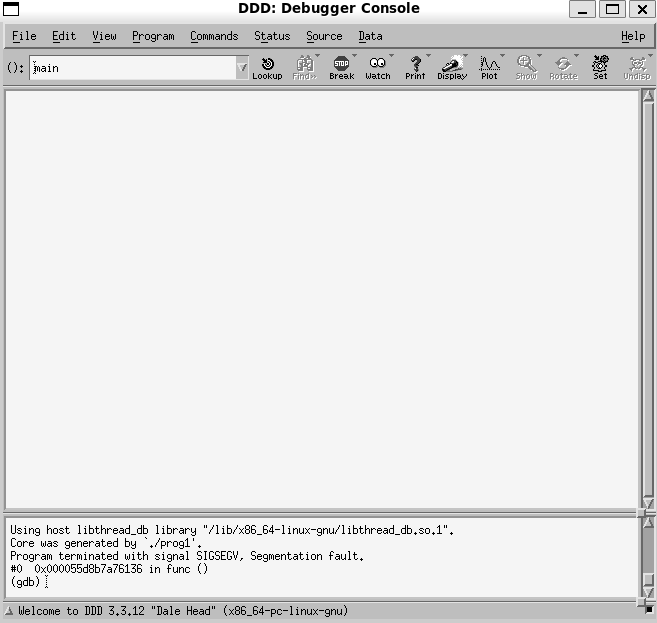 DDD: Debugger Console
File Edit View Program Commands Status Source Data Help
(): main
Lookup Find» Break Watch Print Display Plot Show Rotate Set Undisp
STOP
Using host libthread_db library "/lib/x86_64-linux-gnu/libthread_db.so.1".
Core was generated by `./prog1'.
Program terminated with signal SIGSEGV, Segmentation fault.
#0  0x000055d8b7a76136 in func ()
(gdb)
Welcome to DDD 3.3.12 "Dale Head" (x86_64-pc-linux-gnu)